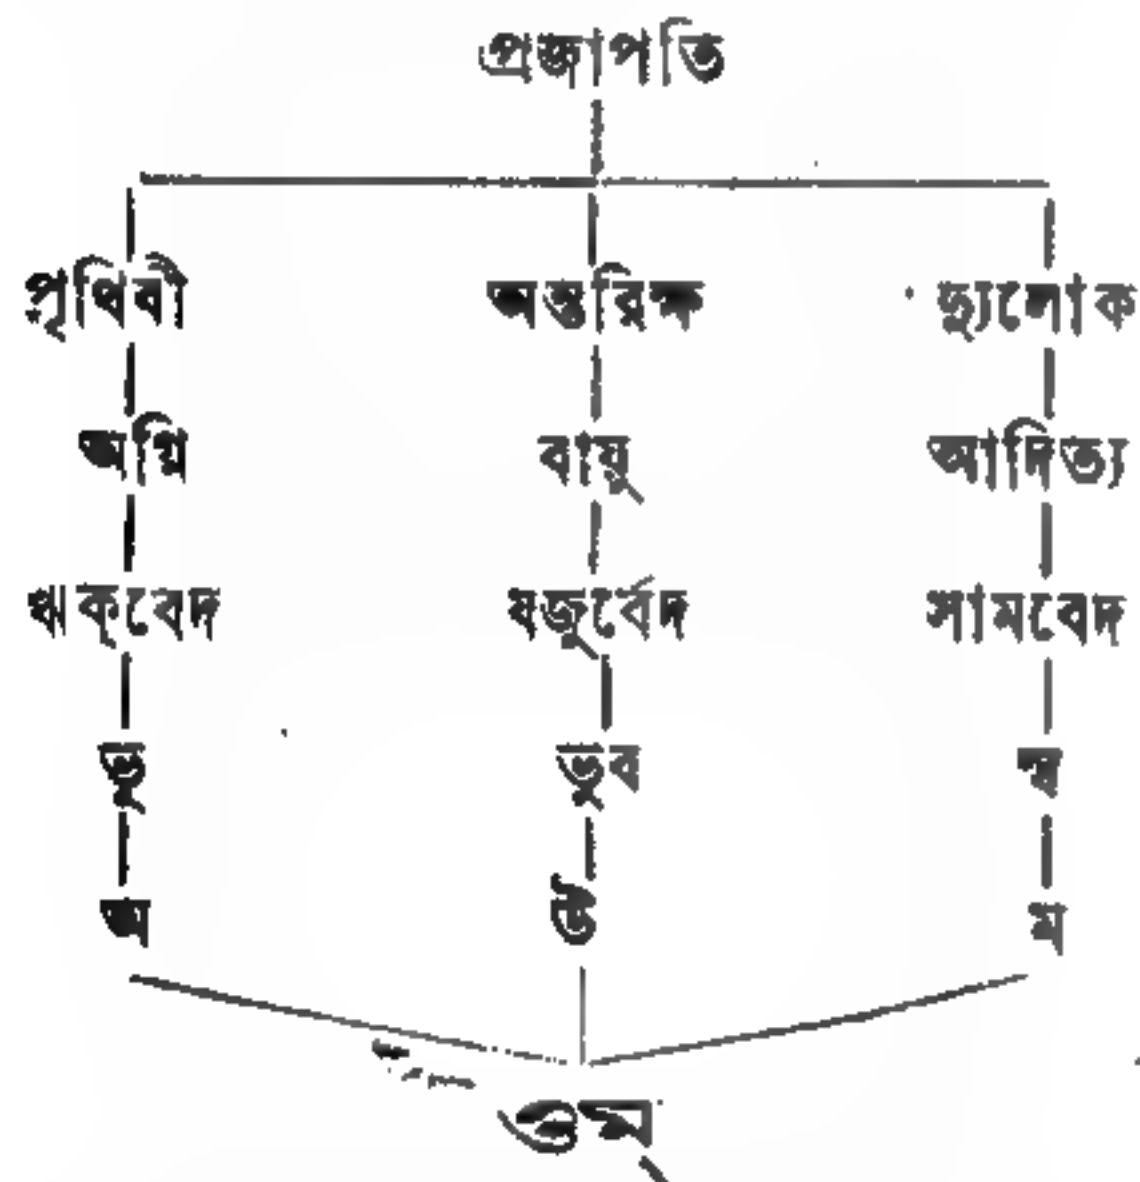 প্রজাপতি
পৃথিবী অন্তরিক্ষ দ্যুলোক
অগ্নি বায়ু আদিত্য
ঋক্‌বেদ যজুর্বেদ সামবেদ
ভূ ভুব স্ব
অ উ ম
ওম্